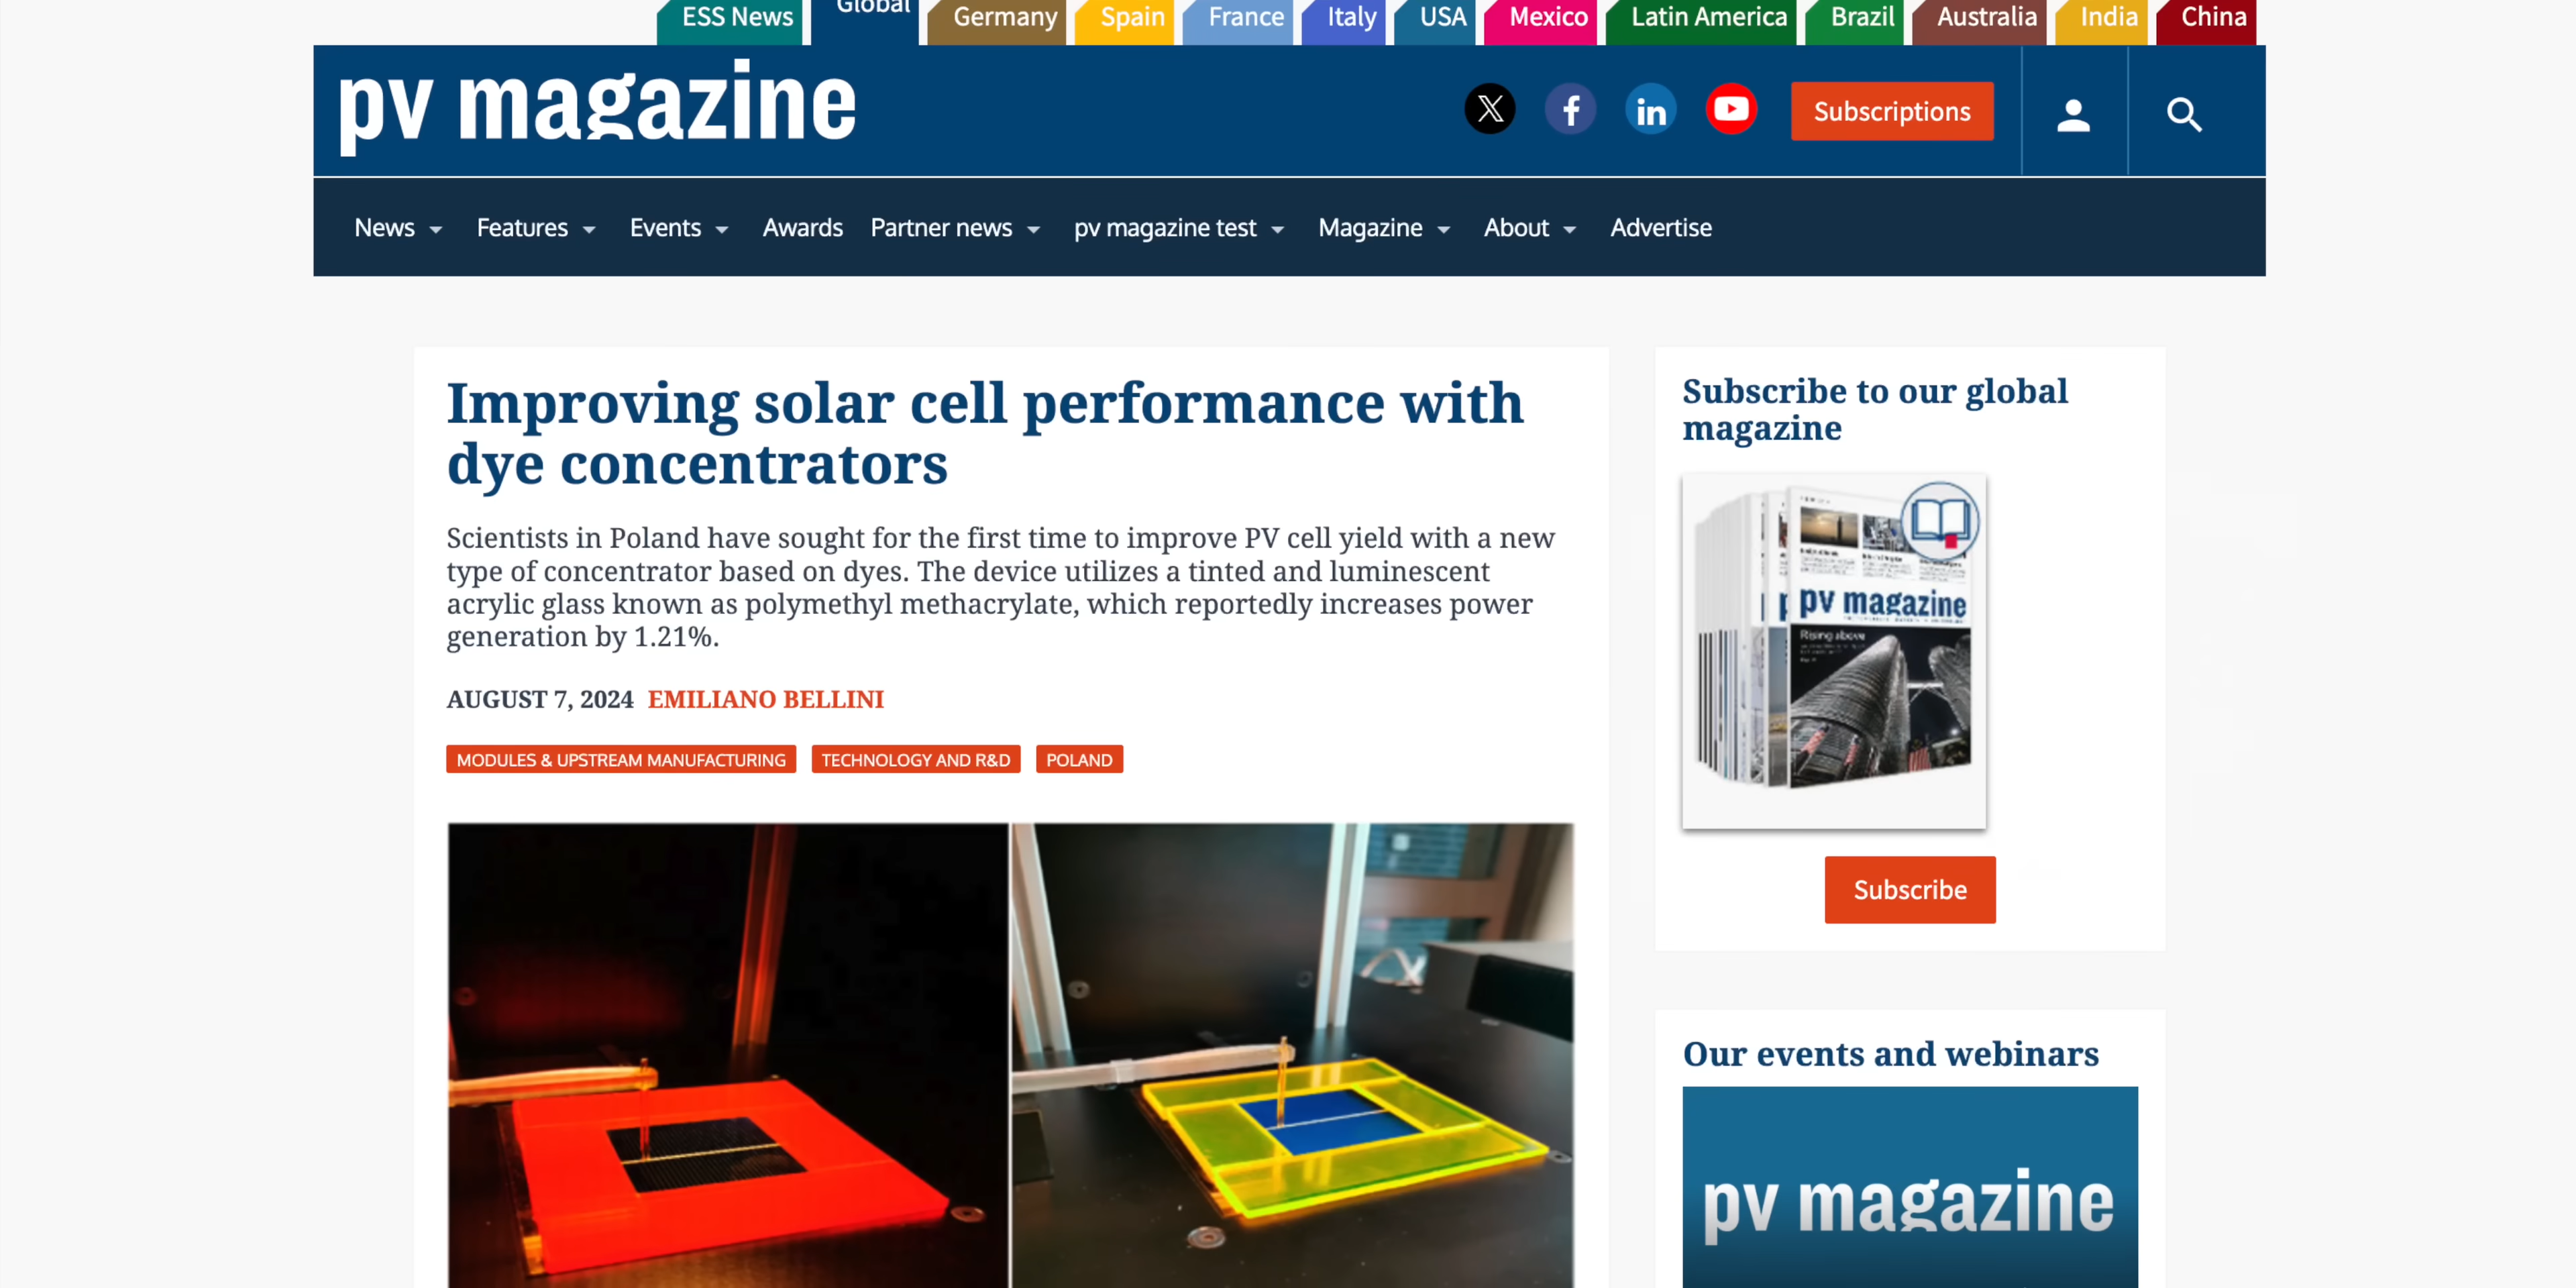 ESS News
Global
Germany
Spain
France
Italy
USA
Mexico
Latin America
Brazil
Australia
India
China
pv magazine
Subscriptions
News
Features
Events
Awards
Partner news
pv magazine test
Magazine
About
Advertise
Improving solar cell performance with
dye concentrators
Scientists in Poland have sought for the first time to improve PV cell yield with a new
type of concentrator based on dyes. The device utilizes a tinted and luminescent
acrylic glass known as polymethyl methacrylate, which reportedly increases power
generation by 1.21%.
AUGUST 7, 2024 EMILIANO BELLINI
MODULES & UPSTREAM MANUFACTURING
TECHNOLOGY AND R&D
POLAND
Subscribe to our global
magazine
pv magazine
Rising above
Subscribe
Our events and webinars
pv magazine